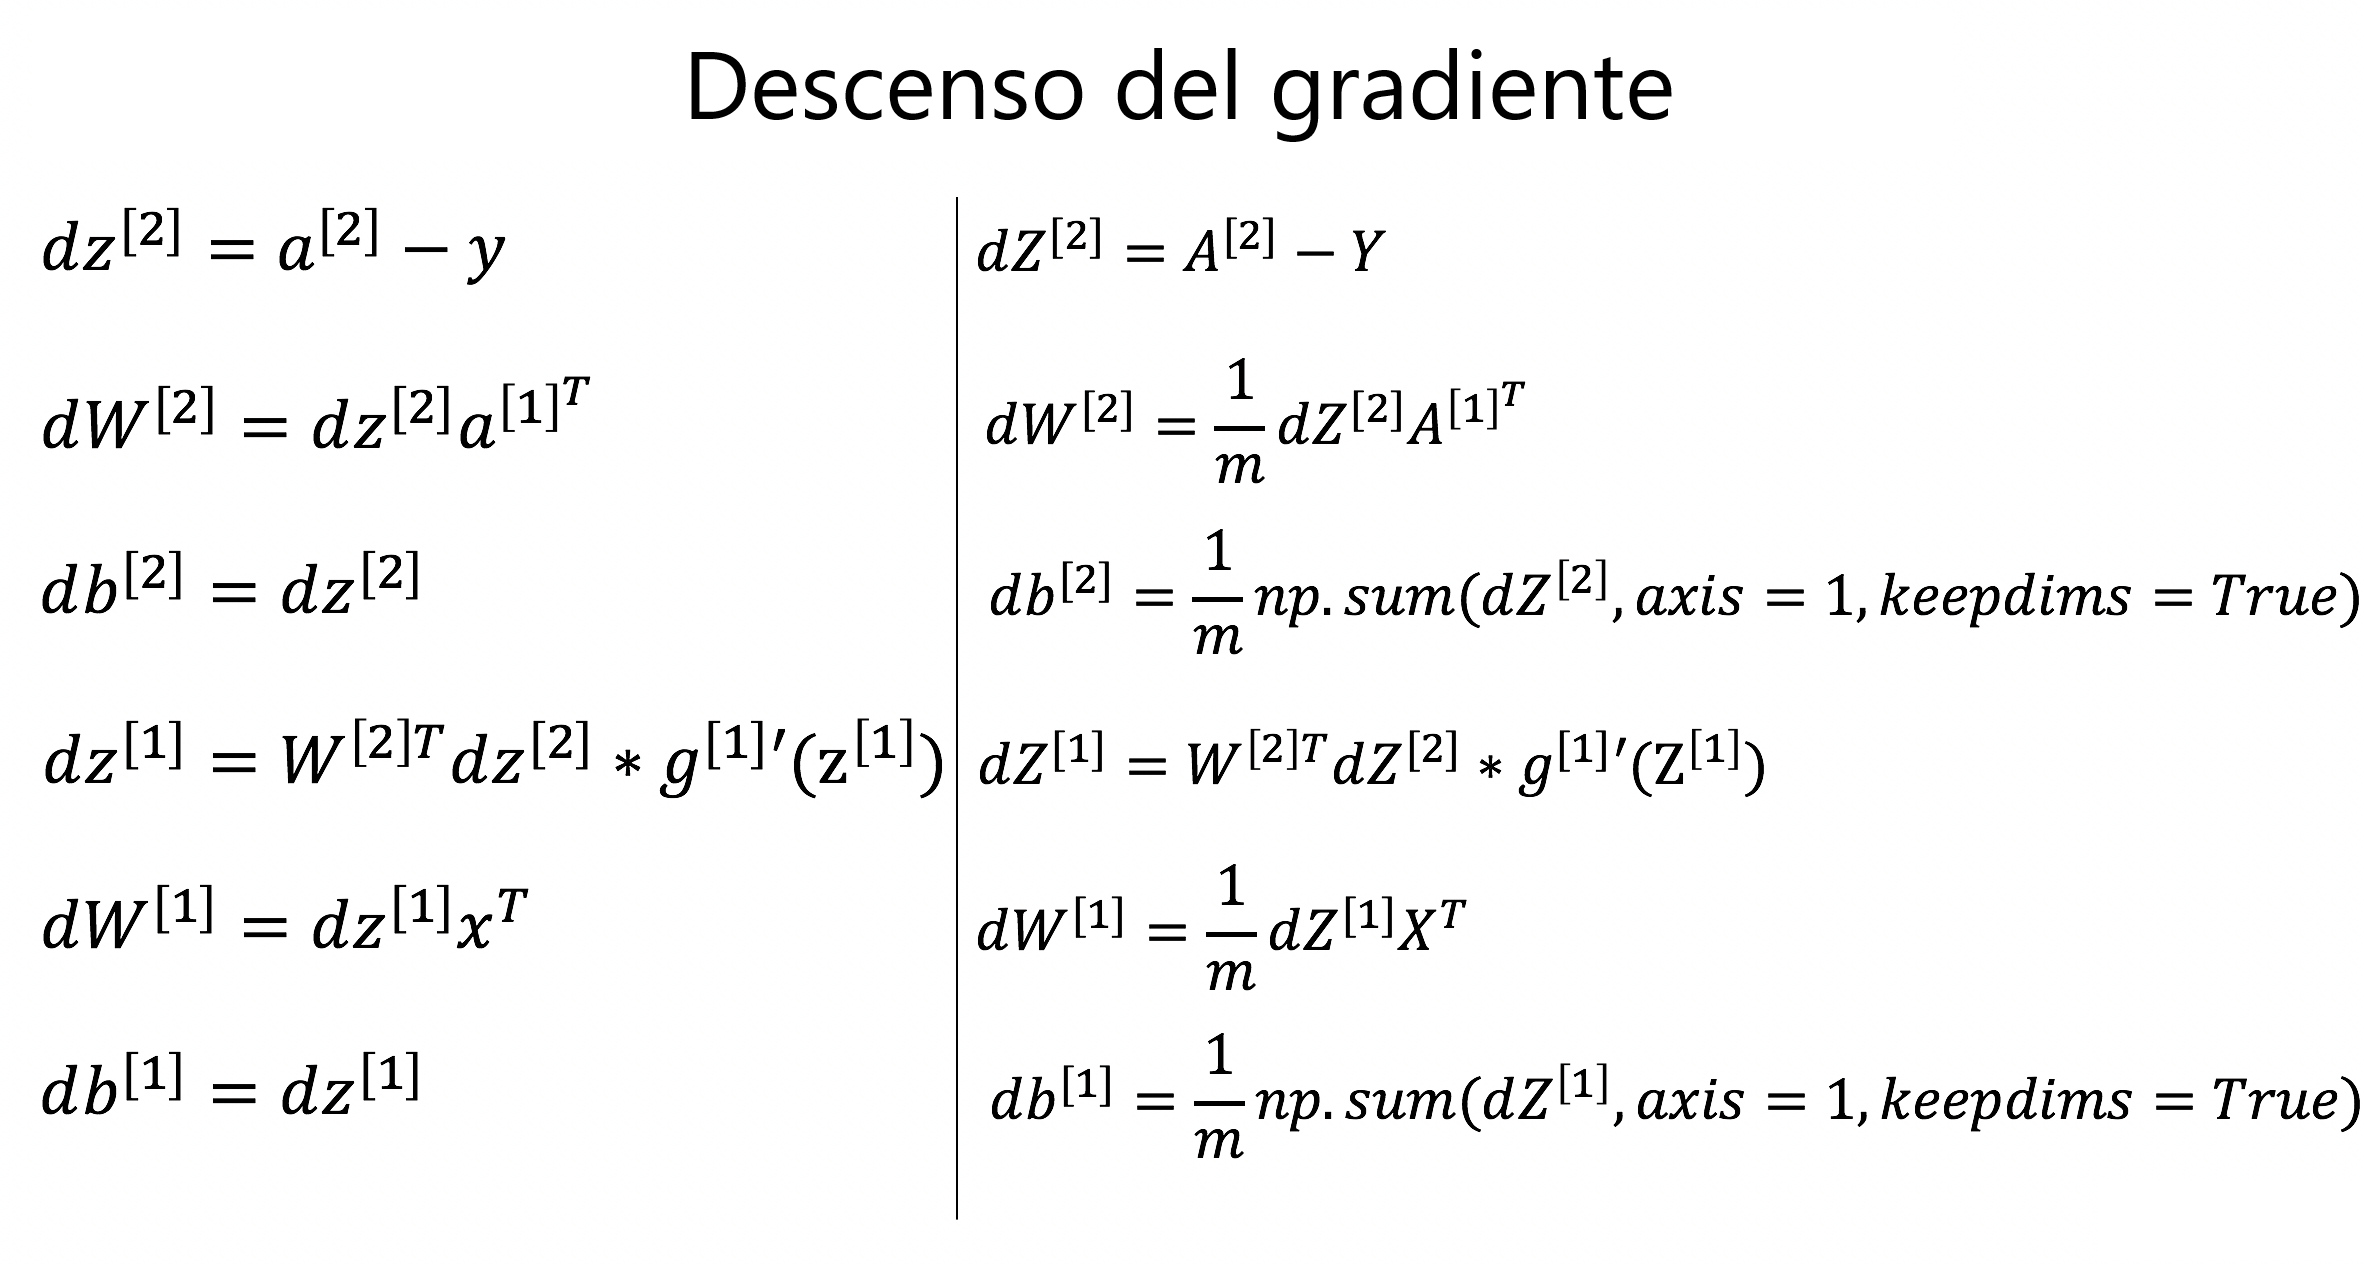 Descenso del gradiente
dz^{[2]} = a^{[2]} − y
dW^{[2]} = dz^{[2]}a^{[1]^T}
db^{[2]} = dz^{[2]}
dz^{[1]} = W^{[2]T}dz^{[2]} ∗ g^{[1]}′(z^{[1]})
dW^{[1]} = dz^{[1]}x^T
db^{[1]} = dz^{[1]}
dZ^{[2]} = A^{[2]} − Y
dW^{[2]} = \frac{1}{m}dZ^{[2]}A^{[1]^T}
db^{[2]} = \frac{1}{m}np.sum(dZ^{[2]}, axis = 1, keepdims = True)
dZ^{[1]} = W^{[2]T}dZ^{[2]} ∗ g^{[1]}′(Z^{[1]})
dW^{[1]} = \frac{1}{m}dZ^{[1]}X^T
db^{[1]} = \frac{1}{m}np.sum(dZ^{[1]}, axis = 1, keepdims = True)